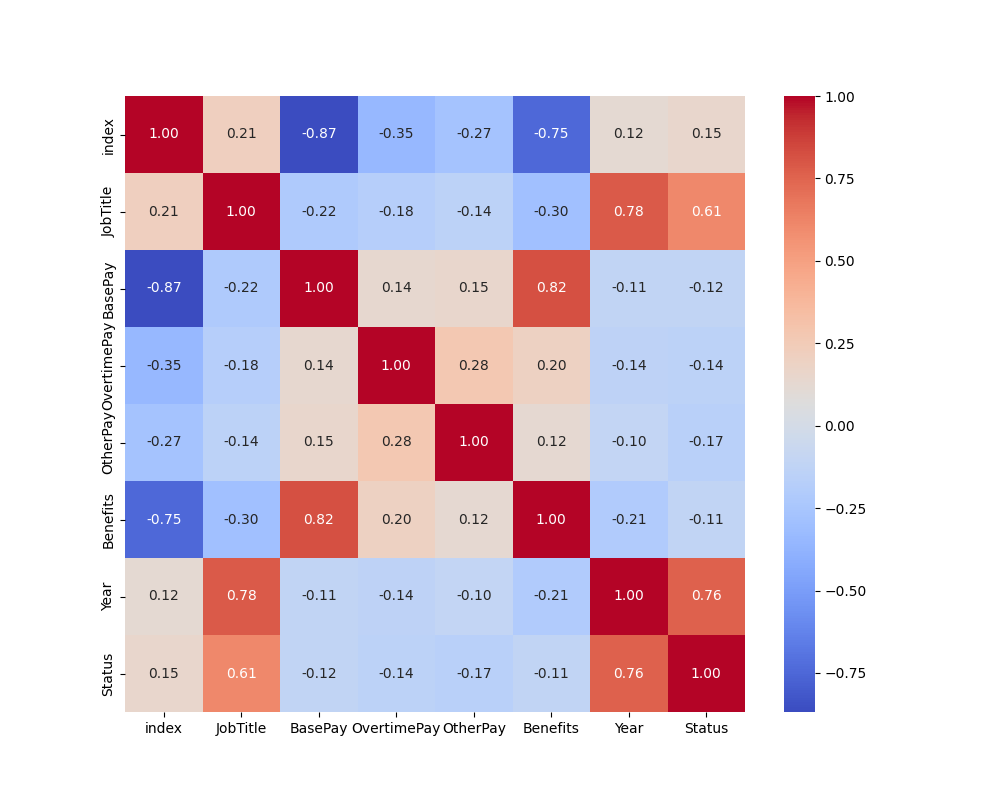 index 1.00 0.21 -0.87 -0.35 -0.27 -0.75 0.12 0.15
JobTitle 0.21 1.00 -0.22 -0.18 -0.14 -0.30 0.78 0.61
BasePay -0.87 -0.22 1.00 0.14 0.15 0.82 -0.11 -0.12
OvertimePay -0.35 -0.18 0.14 1.00 0.28 0.20 -0.14 -0.14
OtherPay -0.27 -0.14 0.15 0.28 1.00 0.12 -0.10 -0.17
Benefits -0.75 -0.30 0.82 0.20 0.12 1.00 -0.21 -0.11
Year 0.12 0.78 -0.11 -0.14 -0.10 -0.21 1.00 0.76
Status 0.15 0.61 -0.12 -0.14 -0.17 -0.11 0.76 1.00
index JobTitle BasePay OvertimePay OtherPay Benefits Year Status
1.00
0.75
0.50
0.25
0.00
−0.25
−0.50
−0.75